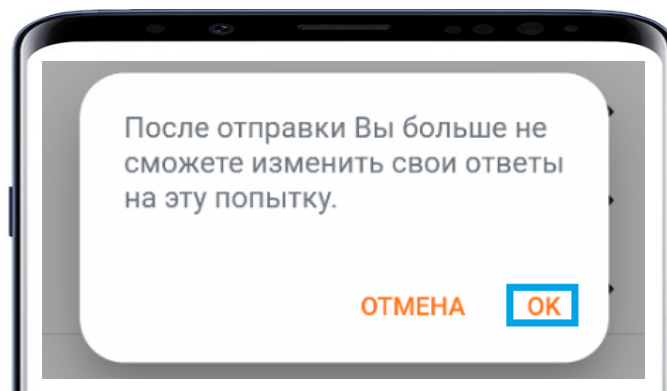 После отправки Вы больше не
сможете изменить свои ответы
на эту попытку.
ОТМЕНА OK